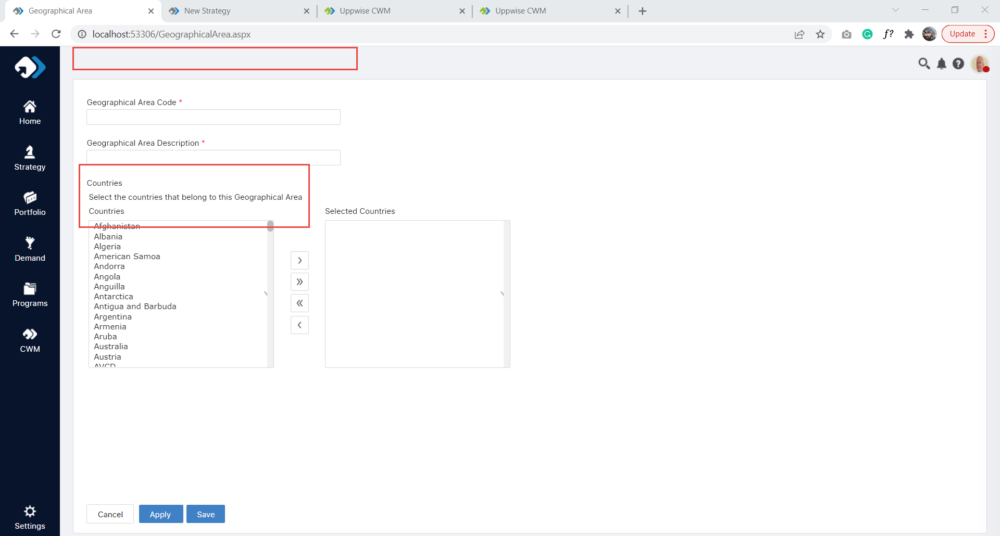 Geographical Area
New Strategy
Uppwise CWM
Uppwise CWM
localhost:53306/GeographicalArea.aspx
f?
Update
Home
Strategy
Portfolio
Demand
Programs
CWM
Settings
Geographical Area Code *
Geographical Area Description *
Countries
Select the countries that belong to this Geographical Area
Countries
Selected Countries
Afghanistan
Albania
Algeria
American Samoa
Andorra
Angola
Anguilla
Antarctica
Antigua and Barbuda
Argentina
Armenia
Aruba
Australia
Austria
AVCD
Cancel
Apply
Save